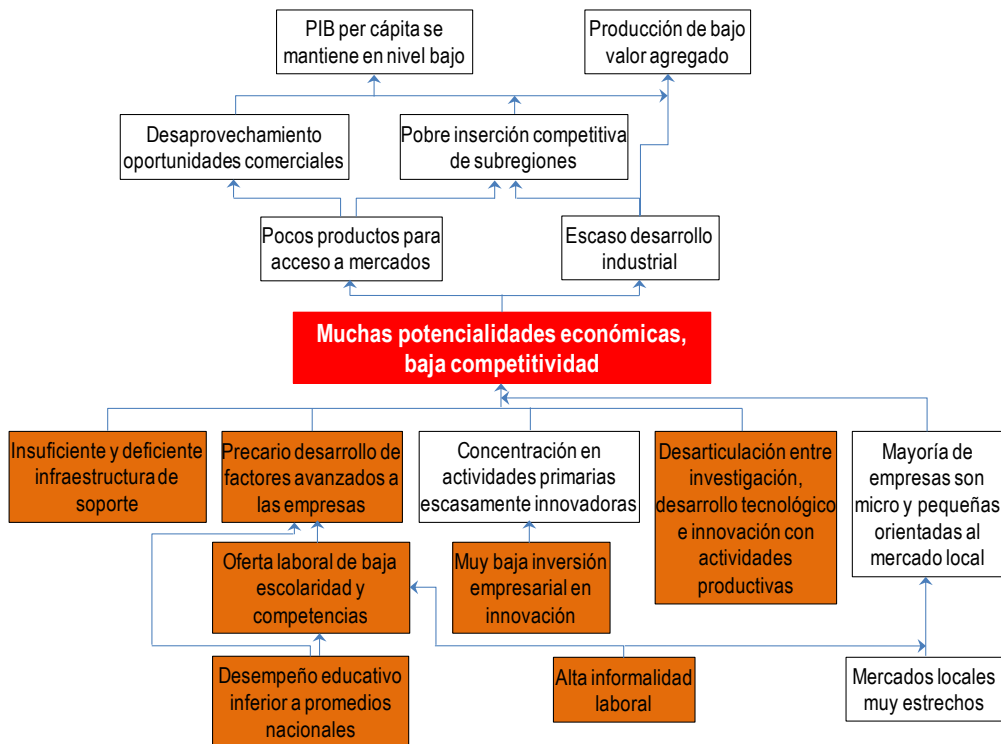 PIB per cápita se
mantiene en nivel bajo
Producción de bajo
valor agregado
Desaprovechamiento
oportunidades comerciales
Pobre inserción competitiva
de subregiones
Pocos productos para
acceso a mercados
Escaso desarrollo
industrial
Muchas potencialidades económicas,
baja competitividad
Insuficiente y deficiente
infraestructura de
soporte
Precario desarrollo de
factores avanzados a
las empresas
Concentración en
actividades primarias
escasamente innovadoras
Desarticulación entre
investigación,
desarrollo tecnológico
e innovación con
actividades
productivas
Mayoría de
empresas son
micro y pequeñas
orientadas al
mercado local
Oferta laboral de baja
escolaridad y
competencias
Muy baja inversión
empresarial en
innovación
Desempeño educativo
inferior a promedios
nacionales
Alta informalidad
laboral
Mercados locales
muy estrechos